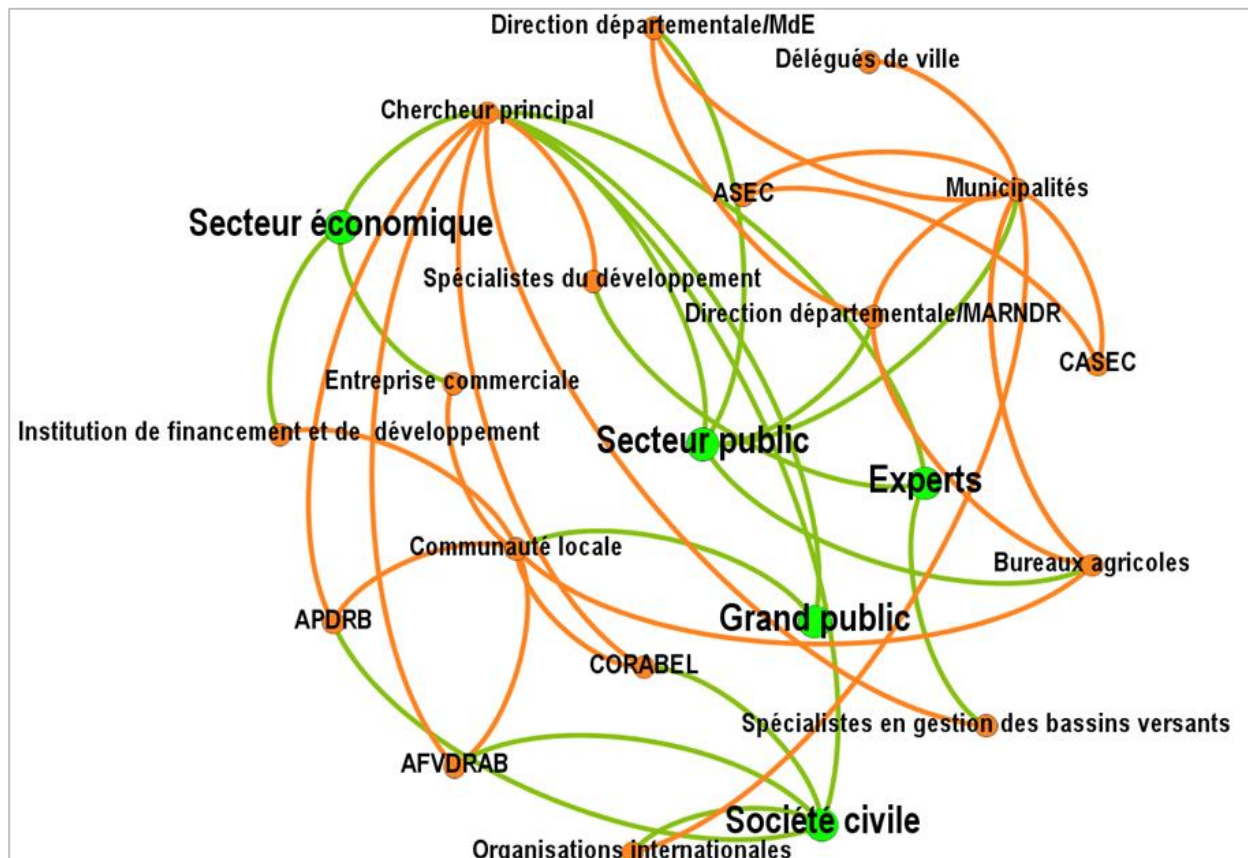 Direction départementale/MdE
Délégués de ville
Chercheur principal
ASEC
Municipalités
Secteur économique
Spécialistes du développement
Direction départementale/MARNDR
CASEC
Entreprise commerciale
Institution de financement et de développement
Secteur public
Experts
Communauté locale
Bureaux agricoles
APDRB
Grand public
CORABEL
Spécialistes en gestion des bassins versants
AFVDRAB
Société civile
Organisations internationales